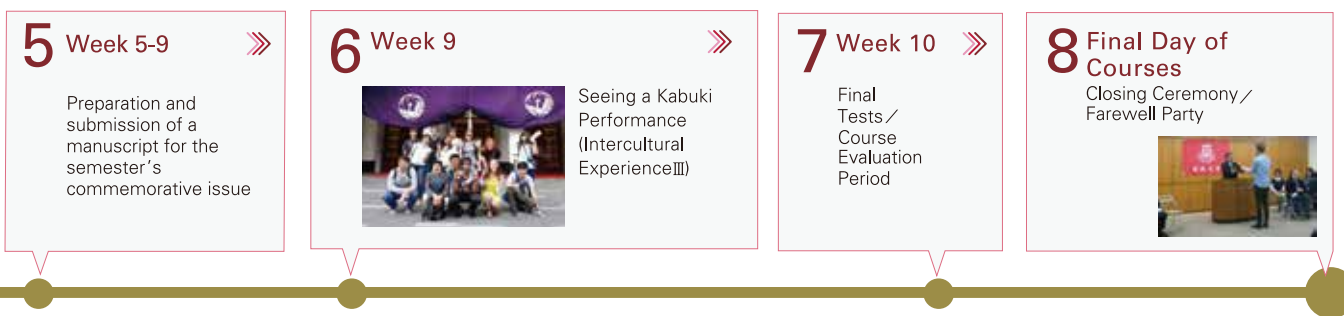 5 Week 5-9
Preparation and
submission of a
manuscript for the
semester's
commemorative issue
6 Week 9
Seeing a Kabuki
Performance
(Intercultural
ExperienceⅢ)
7 Week 10
Final
Tests／
Course
Evaluation
Period
8 Final Day of
Courses
Closing Ceremony／
Farewell Party